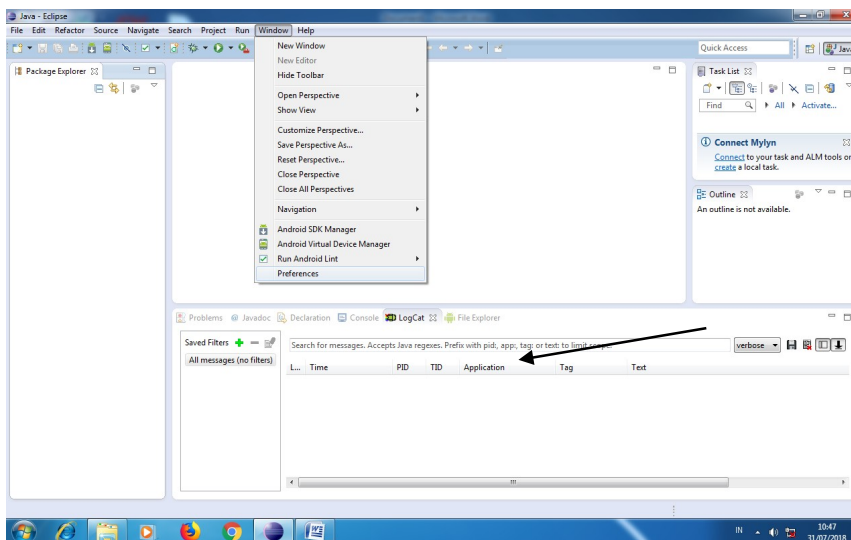 Java - Eclipse
File Edit Refactor Source Navigate Search Project Run Window Help
Quick Access
Java
Package Explorer
New Window
New Editor
Hide Toolbar
Open Perspective
Show View
Customize Perspective...
Save Perspective As...
Reset Perspective...
Close Perspective
Close All Perspectives
Navigation
Android SDK Manager
Android Virtual Device Manager
Run Android Lint
Preferences
Task List
Find All Activate...
Connect Mylyn
Connect to your task and ALM tools or
create a local task.
Outline
An outline is not available.
Problems @ Javadoc Declaration Console LogCat File Explorer
Saved Filters
All messages (no filters)
Search for messages. Accepts Java regexes. Prefix with pid:, app:, tag: or text: to limit scope.
verbose
L... Time PID TID Application Tag Text
IN
10:47
31/07/2018